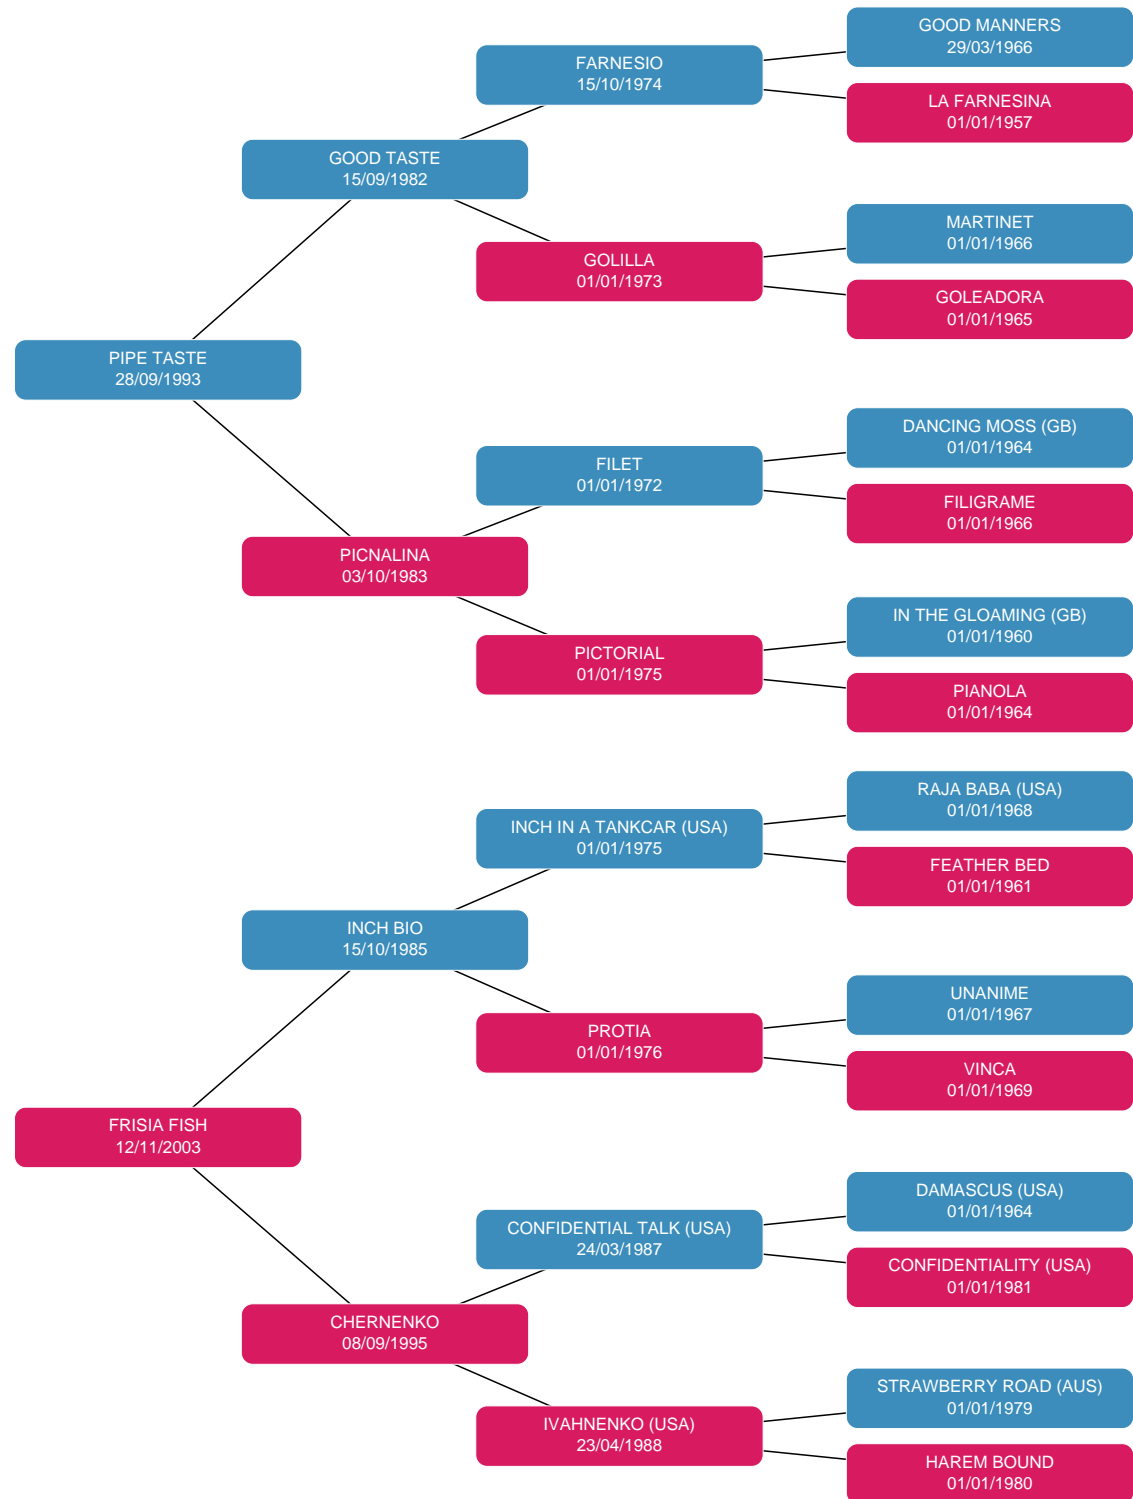 GOOD MANNERS
29/03/1966
FARNESIO
15/10/1974
LA FARNESINA
01/01/1957
GOOD TASTE
15/09/1982
MARTINET
01/01/1966
GOLILLA
01/01/1973
GOLEADORA
01/01/1965
PIPE TASTE
28/09/1993
DANCING MOSS (GB)
01/01/1964
FILET
01/01/1972
FILIGRAME
01/01/1966
PICNALINA
03/10/1983
IN THE GLOAMING (GB)
01/01/1960
PICTORIAL
01/01/1975
PIANOLA
01/01/1964
RAJA BABA (USA)
01/01/1968
INCH IN A TANKCAR (USA)
01/01/1975
FEATHER BED
01/01/1961
INCH BIO
15/10/1985
UNANIME
01/01/1967
PROTIA
01/01/1976
VINCA
01/01/1969
FRISIA FISH
12/11/2003
DAMASCUS (USA)
01/01/1964
CONFIDENTIAL TALK (USA)
24/03/1987
CONFIDENTIALITY (USA)
01/01/1981
CHERNENKO
08/09/1995
STRAWBERRY ROAD (AUS)
01/01/1979
IVAHNENKO (USA)
23/04/1988
HAREM BOUND
01/01/1980